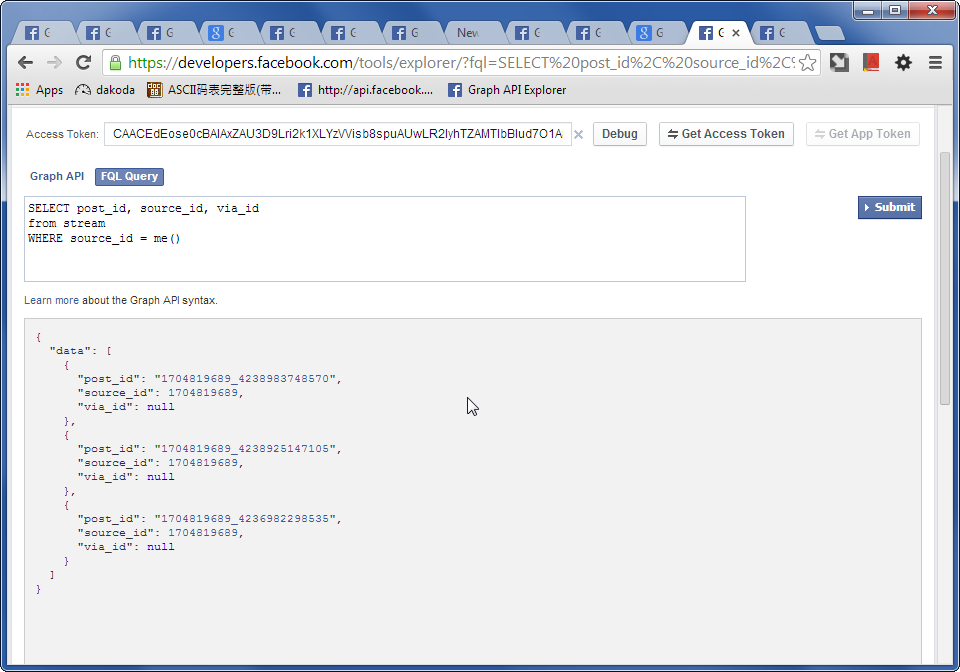 G
G
G
G
G
G
G
New
G
G
G
G
G
https://developers.facebook.com/tools/explorer/?fql=SELECT%20post_id%2C%20source_id%2C%
Apps
dakoda
ASCII码表完整版(带...
http://api.facebook....
Graph API Explorer
Access Token:
Debug
Get Access Token
Get App Token
Graph API
FQL Query
SELECT post_id, source_id, via_id
from stream
WHERE source_id = me()
Submit
Learn more about the Graph API syntax.
{
"data": [
{
"post_id": "1704819689_4238983748570",
"source_id": 1704819689,
"via_id": null
},
{
"post_id": "1704819689_4238925147105",
"source_id": 1704819689,
"via_id": null
},
{
"post_id": "1704819689_4236982298535",
"source_id": 1704819689,
"via_id": null
}
]
}